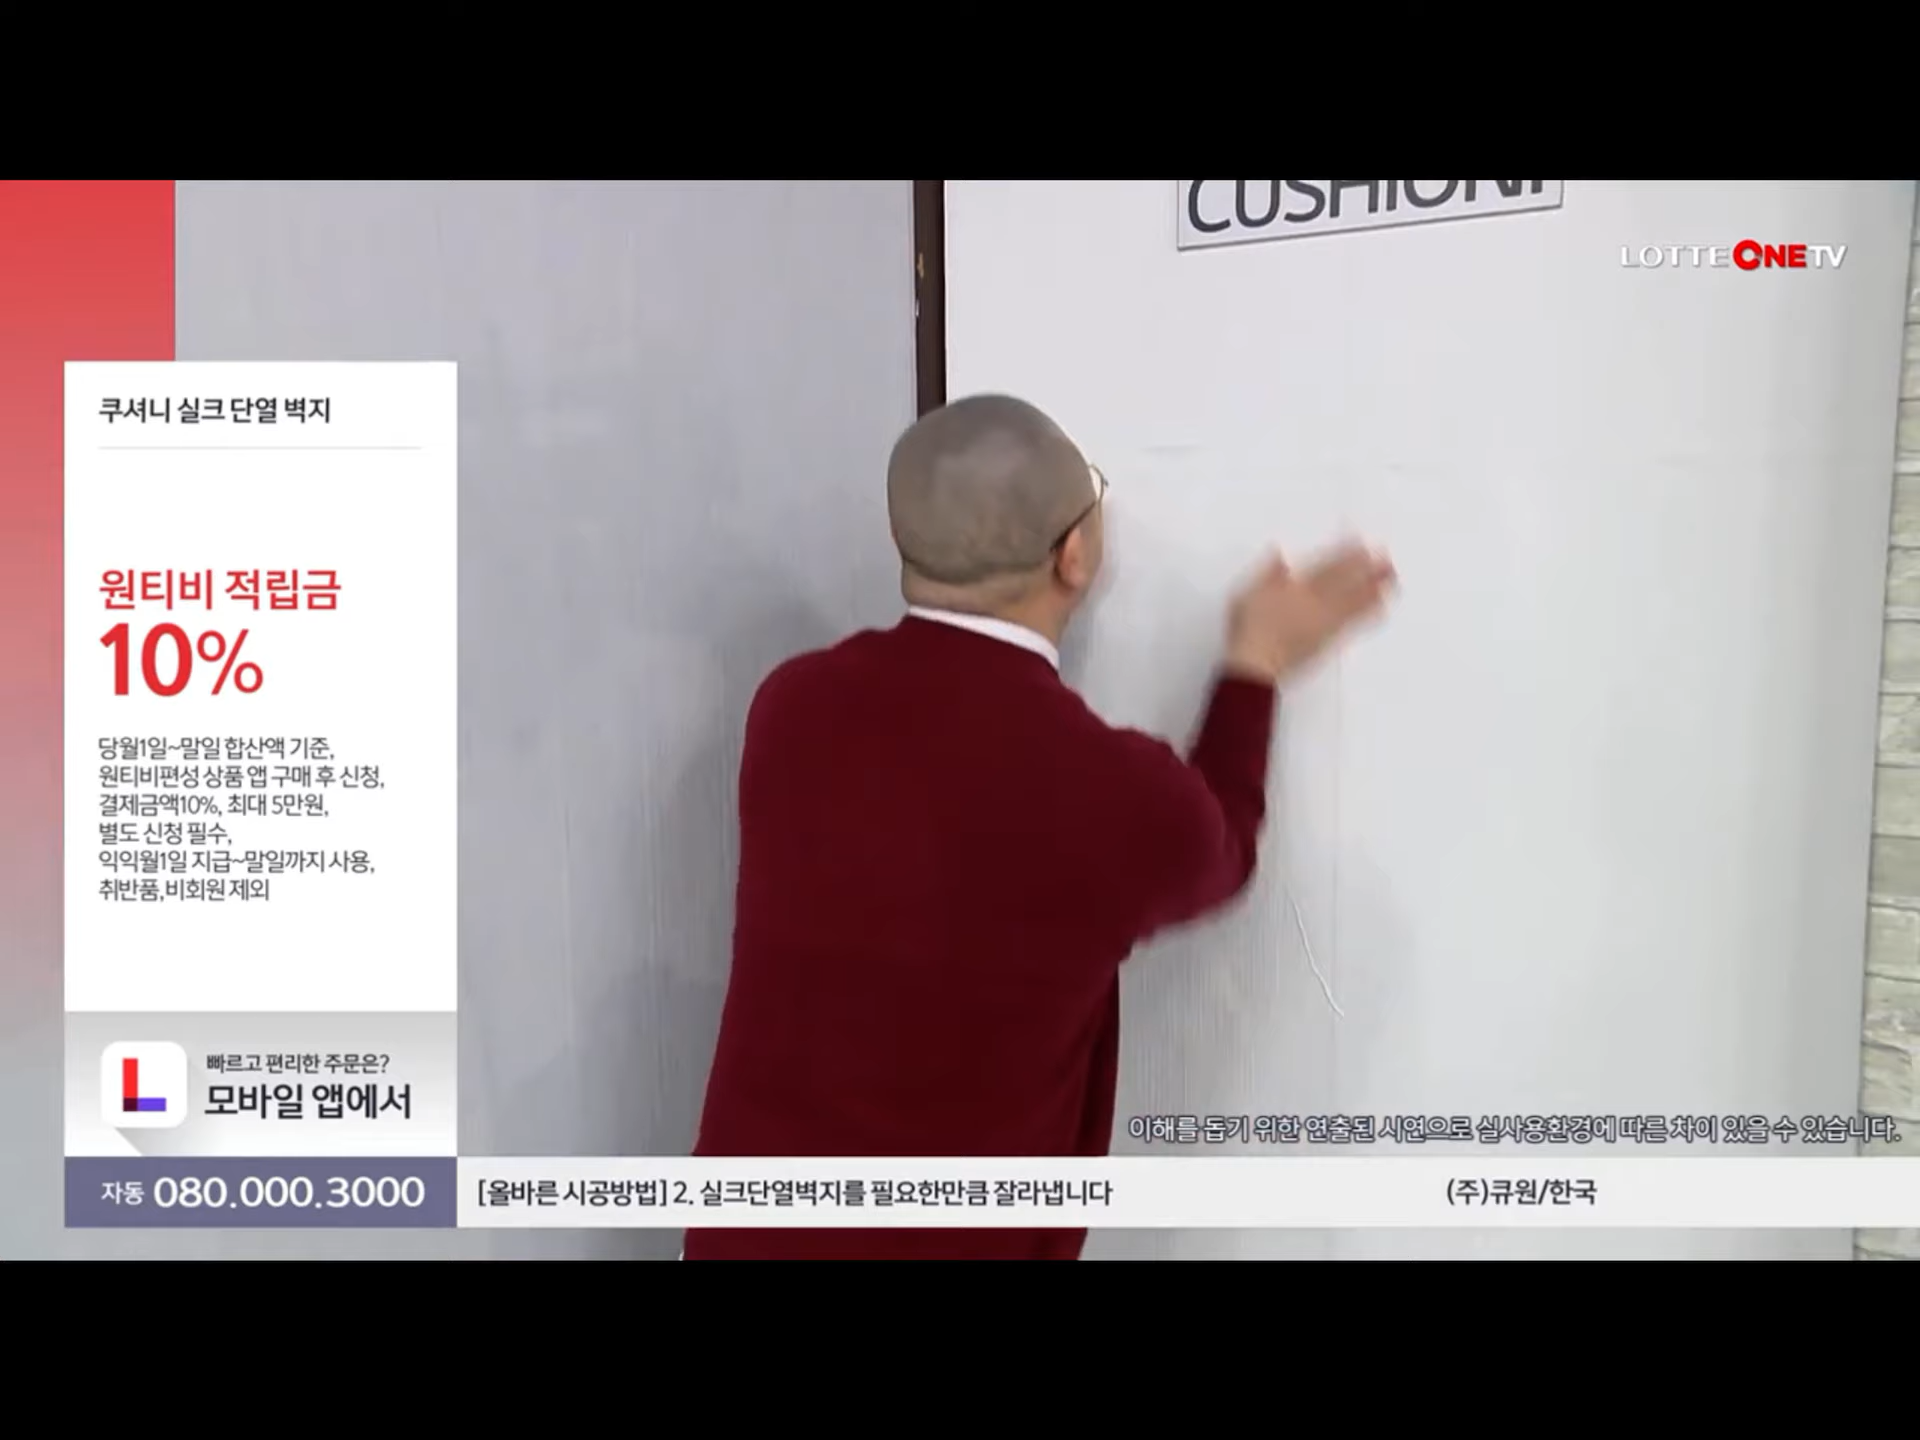 LOTTE ONE TV
쿠셔니 실크 단열 벽지
원티비 적립금
10%
당월1일~말일 합산액 기준,
원티비편성 상품 앱 구매 후 신청,
결제금액10%, 최대 5만원,
별도 신청 필수,
익익월1일 지급~말일까지 사용,
취반품,비회원 제외
빠르고 편리한 주문은?
모바일 앱에서
자동 080.000.3000
이해를 돕기 위한 연출된 시연으로 실사용환경에 따른 차이 있을 수 있습니다.
[올바른 시공방법] 2. 실크단열벽지를 필요한만큼 잘라냅니다
(주)큐원/한국